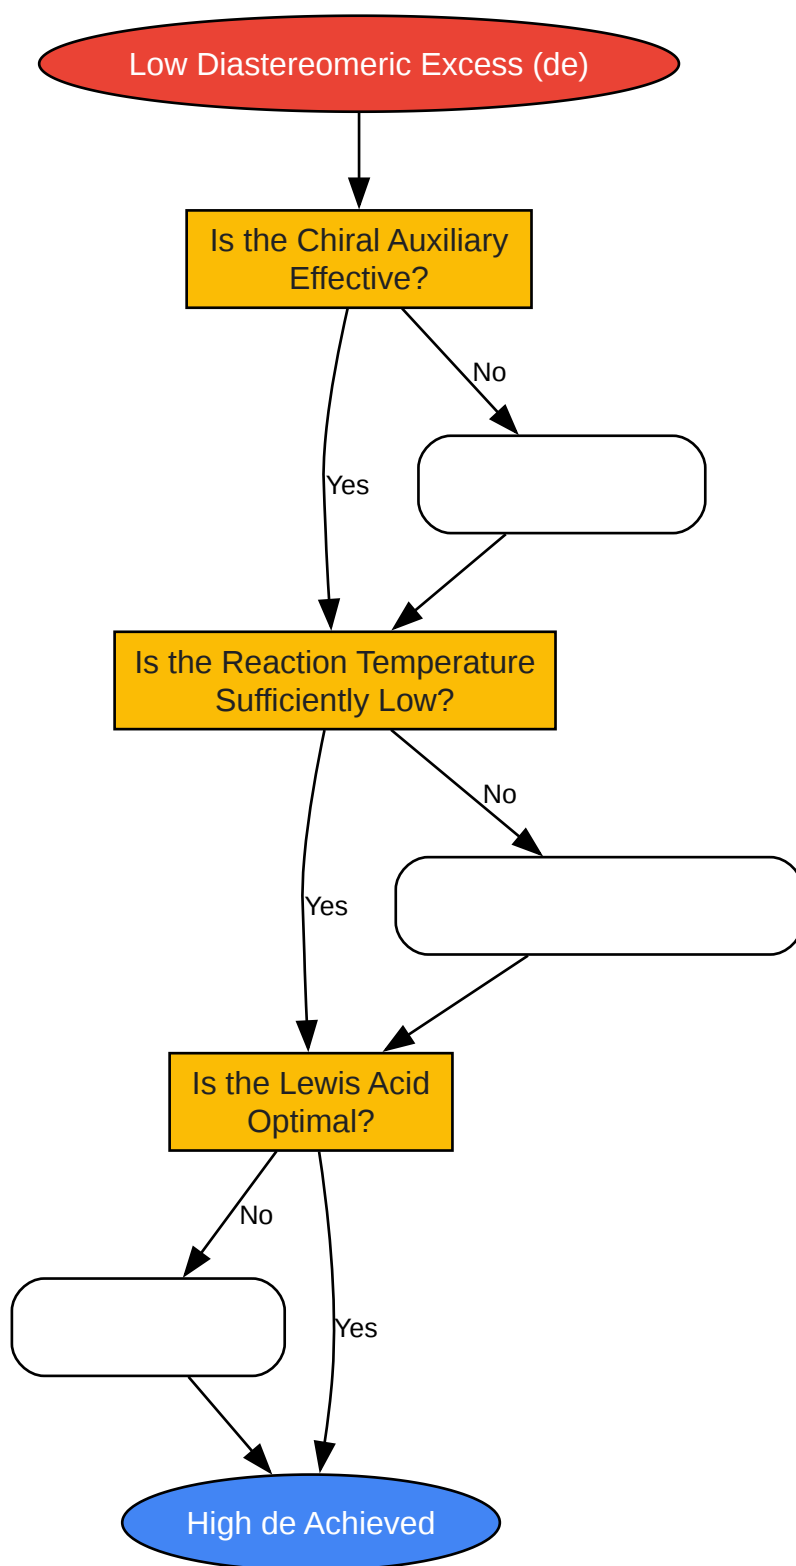 Low Diastereomeric Excess (de)
Is the Chiral Auxiliary
Effective?
No
Yes
Is the Reaction Temperature
Sufficiently Low?
No
Yes
Is the Lewis Acid
Optimal?
No
Yes
High de Achieved